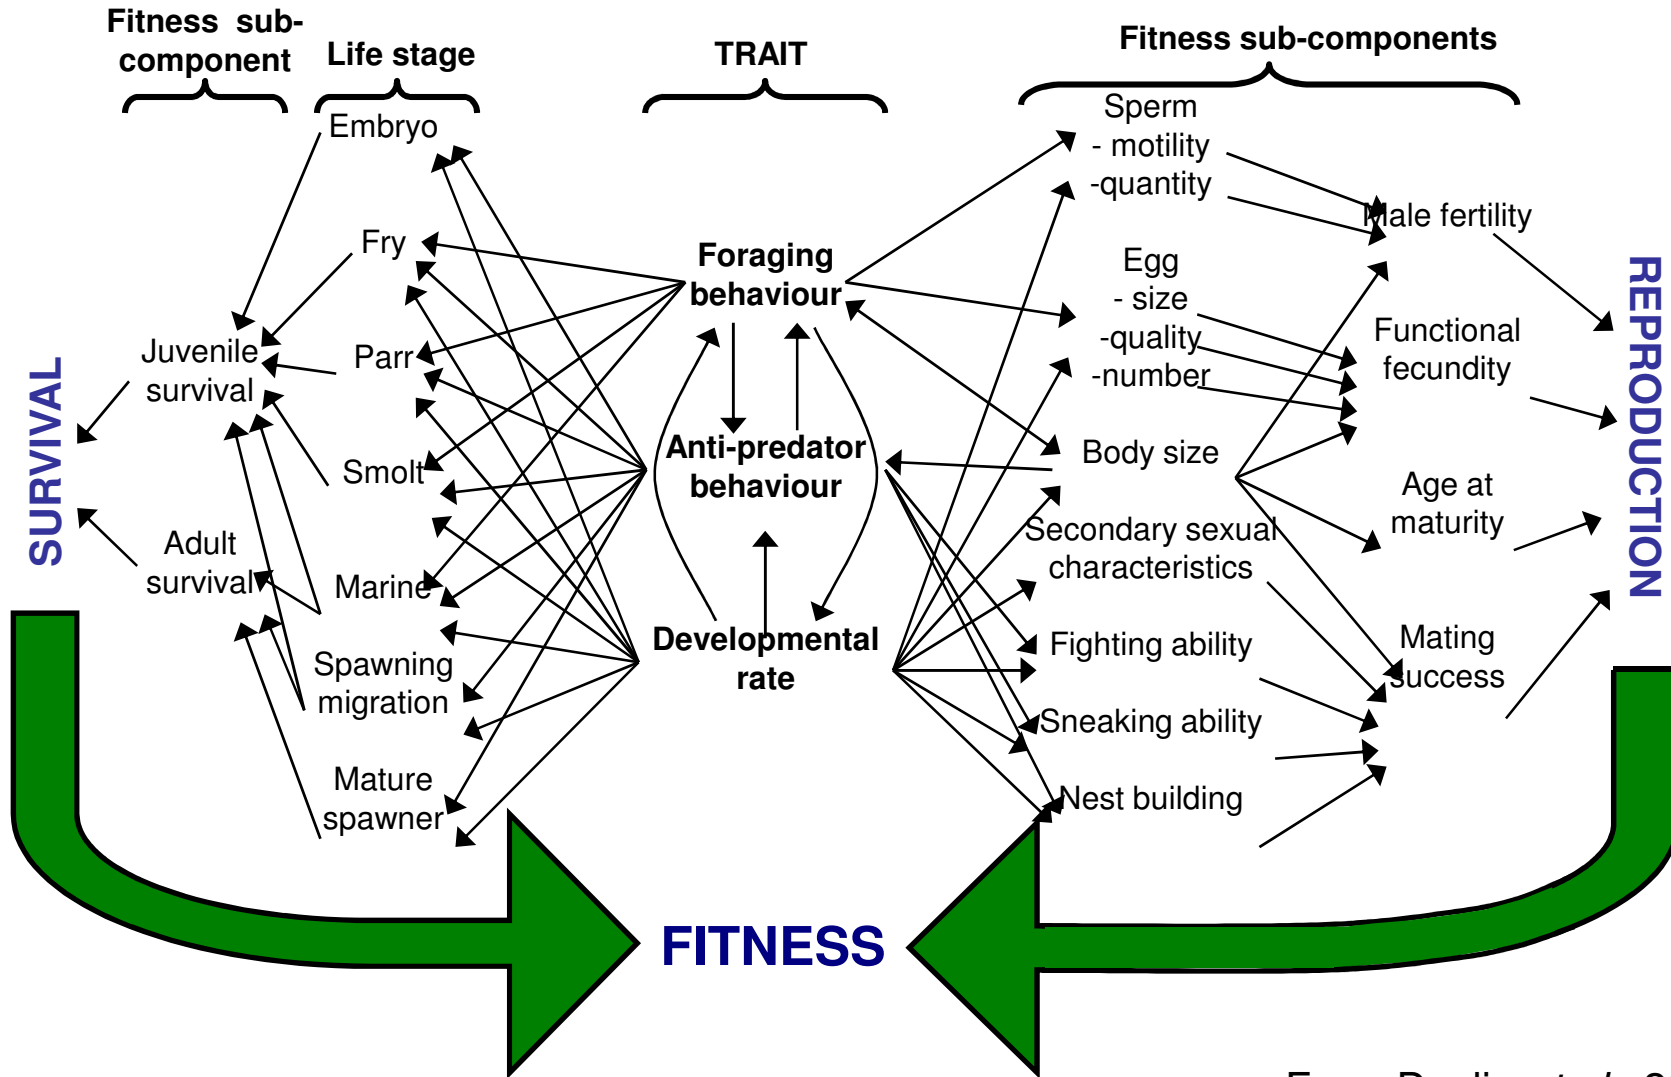 Fitness sub-
component
Life stage
TRAIT
Fitness sub-components
Embryo
Fry
Parr
Smolt
Marine
Spawning
migration
Mature
spawner
Juvenile
survival
Adult
survival
SURVIVAL
Foraging
behaviour
Anti-predator
behaviour
Developmental
rate
Sperm
- motility
-quantity
Egg
- size
-quality
-number
Body size
Secondary sexual
characteristics
Fighting ability
Sneaking ability
Nest building
Male fertility
Functional
fecundity
Age at
maturity
Mating
success
REPRODUCTION
FITNESS